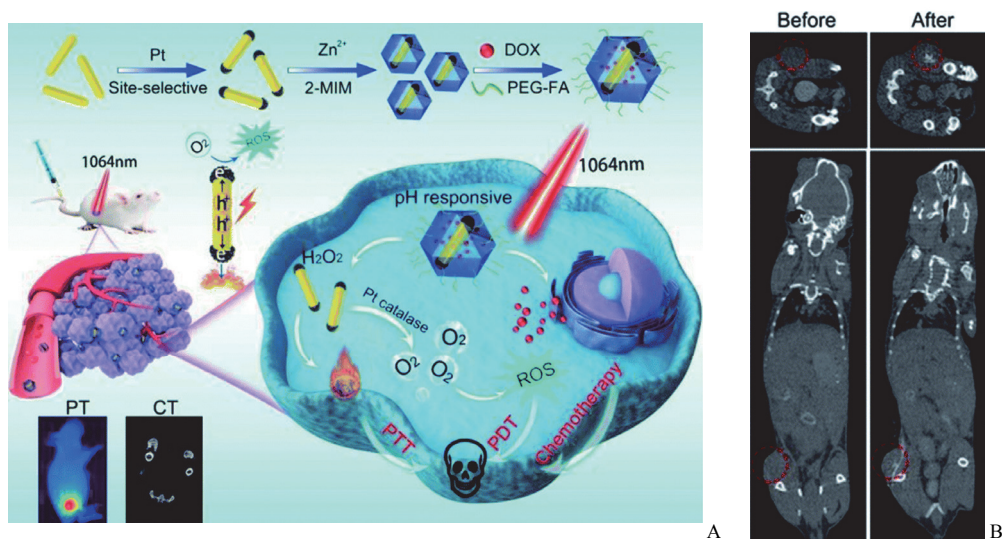 Pt
Site-selective
Zn²⁺
2-MIM
DOX
PEG-FA
O₂
ROS
1064nm
e⁻
h⁺
h⁺
e⁻
1064nm
pH responsive
H₂O₂
Pt catalase
O₂
O₂
O₂
ROS
PTT
PDT
Chemotherapy
PT
CT
A
Before
After
B